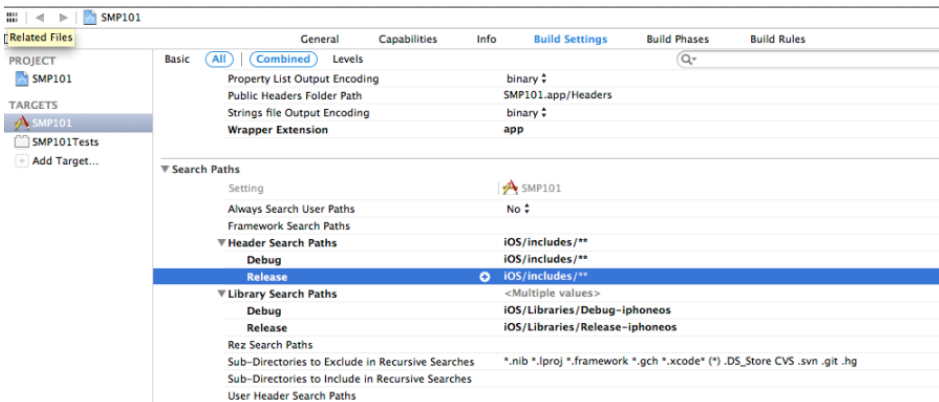 SMP101
Related Files
General Capabilities Info Build Settings Build Phases Build Rules
PROJECT
Basic All Combined Levels
SMP101
Property List Output Encoding binary
Public Headers Folder Path SMP101.app/Headers
TARGETS
Strings file Output Encoding binary
SMP101
Wrapper Extension app
SMP101Tests
Add Target...
Search Paths
Setting SMP101
Always Search User Paths No
Framework Search Paths
Header Search Paths iOS/includes/**
Debug iOS/includes/**
Release iOS/includes/**
Library Search Paths <Multiple values>
Debug iOS/Libraries/Debug-iphoneos
Release iOS/Libraries/Release-iphoneos
Rez Search Paths
Sub-Directories to Exclude in Recursive Searches *.nib *.lproj *.framework *.gch *.xcode* (*) .DS_Store CVS .svn .git .hg
Sub-Directories to Include in Recursive Searches
User Header Search Paths